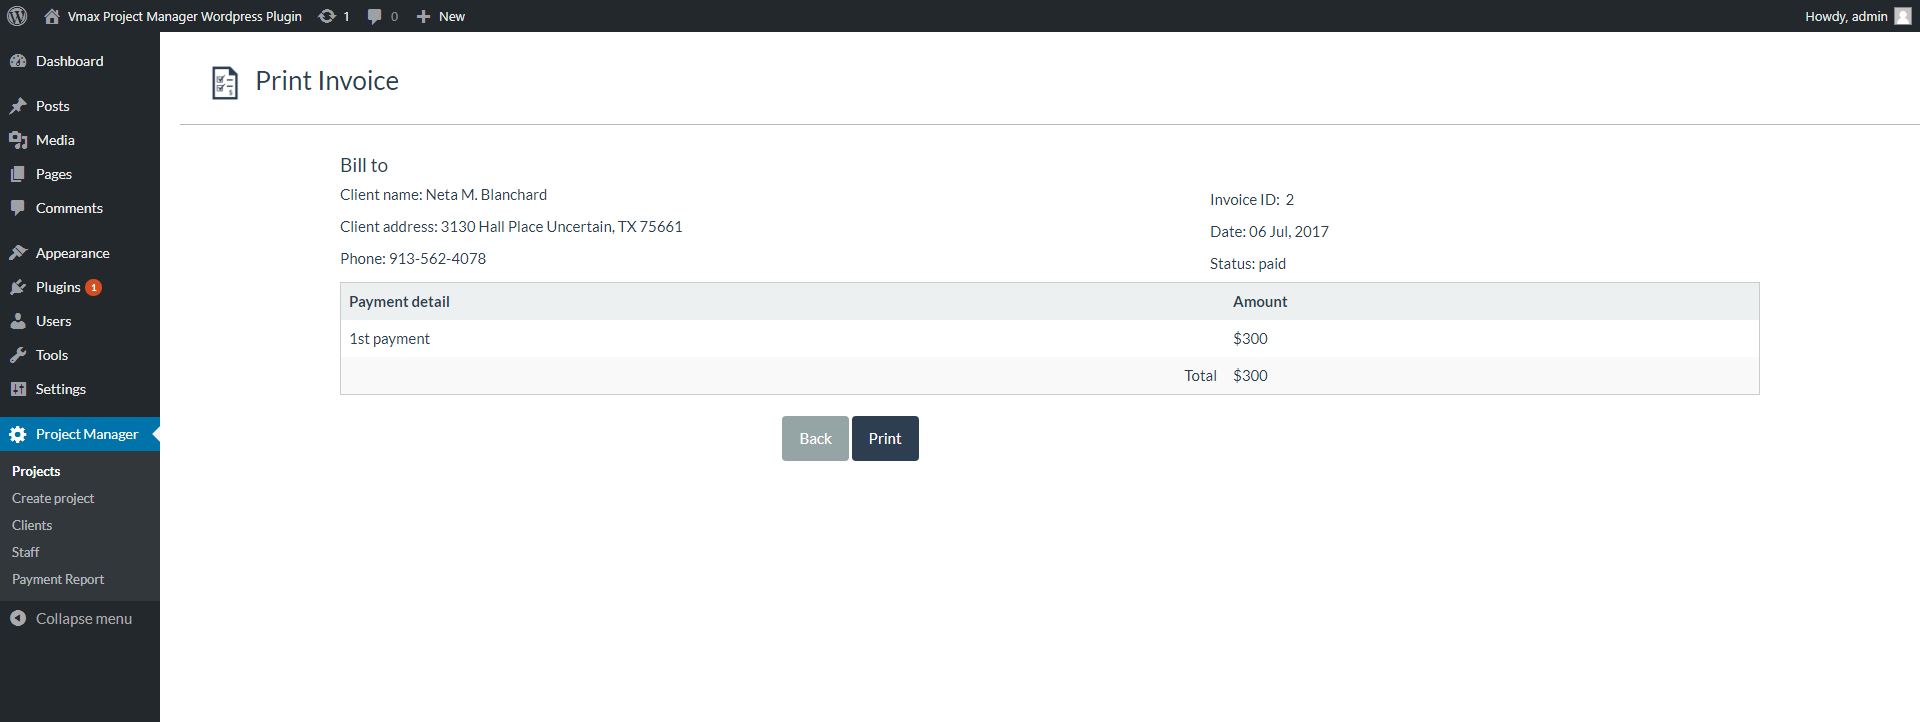 Vmax Project Manager Wordpress Plugin 1 0 New Howdy, admin
Dashboard
Posts
Media
Pages
Comments
Appearance
Plugins 1
Users
Tools
Settings
Project Manager
Projects
Create project
Clients
Staff
Payment Report
Collapse menu
Print Invoice
Bill to
Client name: Neta M. Blanchard
Client address: 3130 Hall Place Uncertain, TX 75661
Phone: 913-562-4078
Invoice ID: 2
Date: 06 Jul, 2017
Status: paid
Payment detail Amount
1st payment $300
Total $300
Back Print